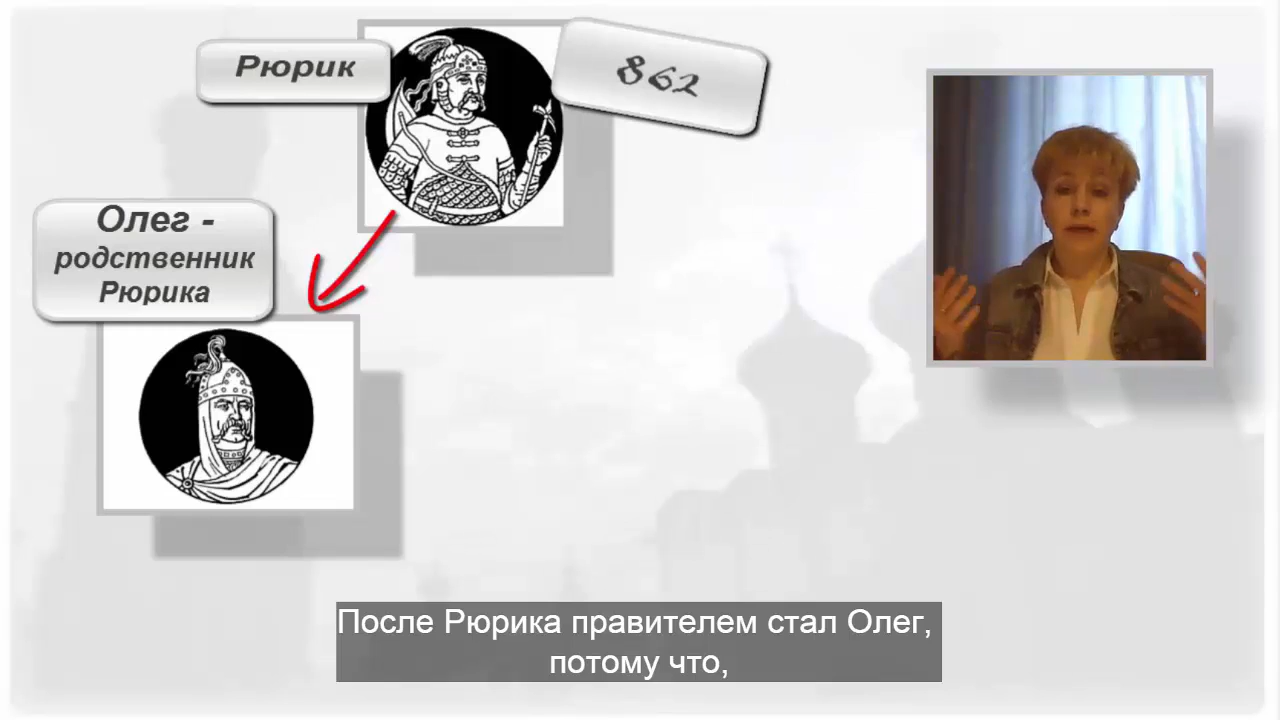 Рюрик
862
Олег -
родственник
Рюрика
После Рюрика правителем стал Олег,
потому что,